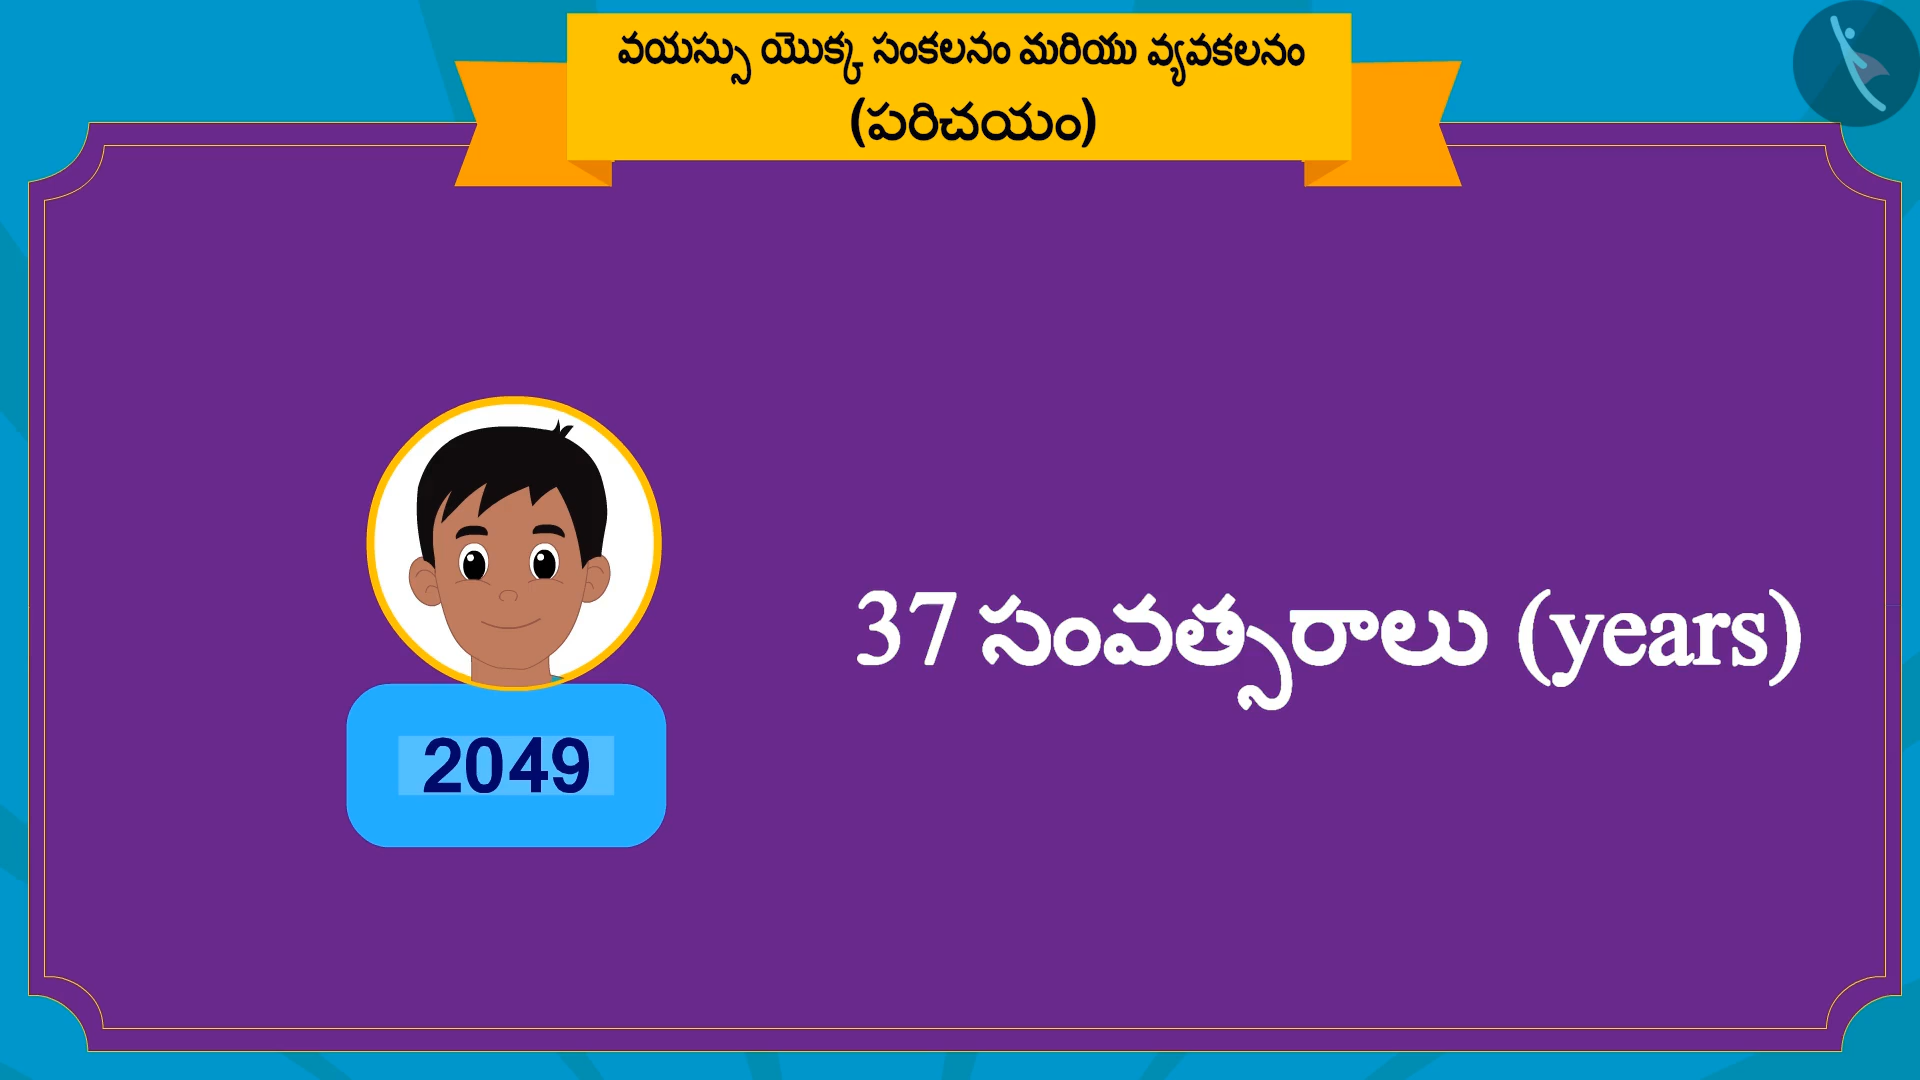 వయస్సు యొక్క సంకలనం మరియు వ్యవకలనం
(పరిచయం)
37 సంవత్సరాలు (years)
2049